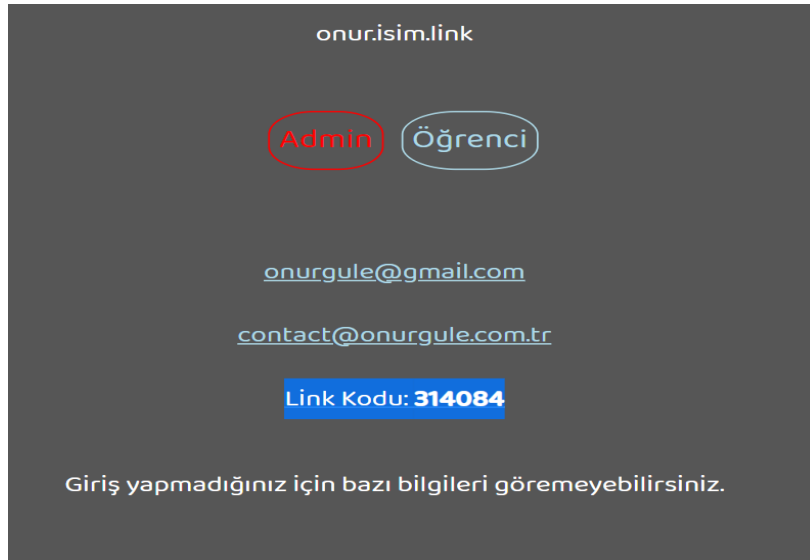 onur.isim.link
Admin Öğrenci
onurgule@gmail.com
contact@onurgule.com.tr
Link Kodu: 314084
Giriş yapmadığınız için bazı bilgileri göremeyebilirsiniz.